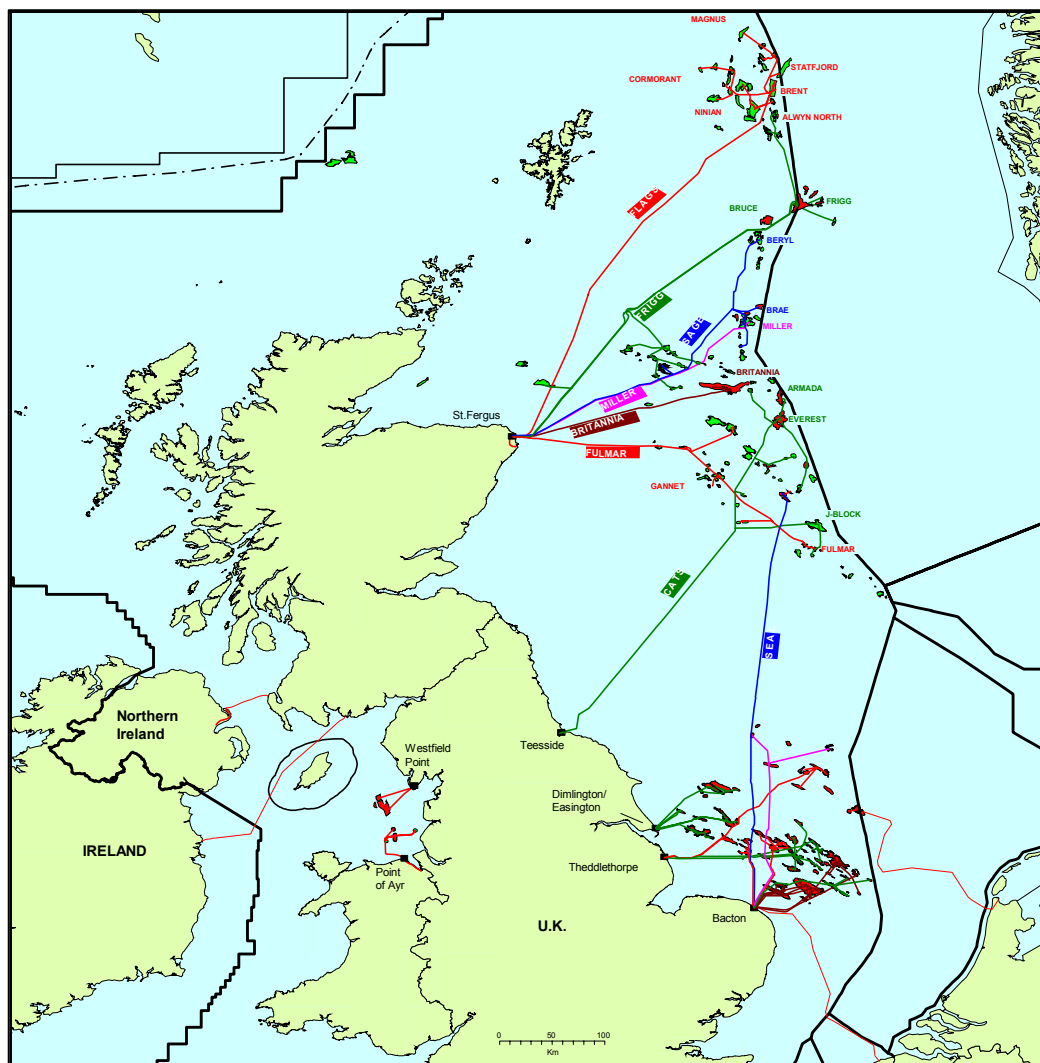 MAGNUS
STATFJORD
CORMORANT
BRENT
NINIAN
ALWYN NORTH
FLAGS
BRUCE
FRIGG
BERYL
FRIGG
SAGE
BRAE
MILLER
BRITANNIA
MILLER
ARMADA
St.Fergus
BRITANNIA
EVEREST
FULMAR
GANNET
J-BLOCK
FULMAR
CATS
SEA
Northern
Ireland
Teesside
Westfield
Point
Dimlington/
Easington
IRELAND
Theddlethorpe
Point
of Ayr
Bacton
U.K.
0 50 100
Km